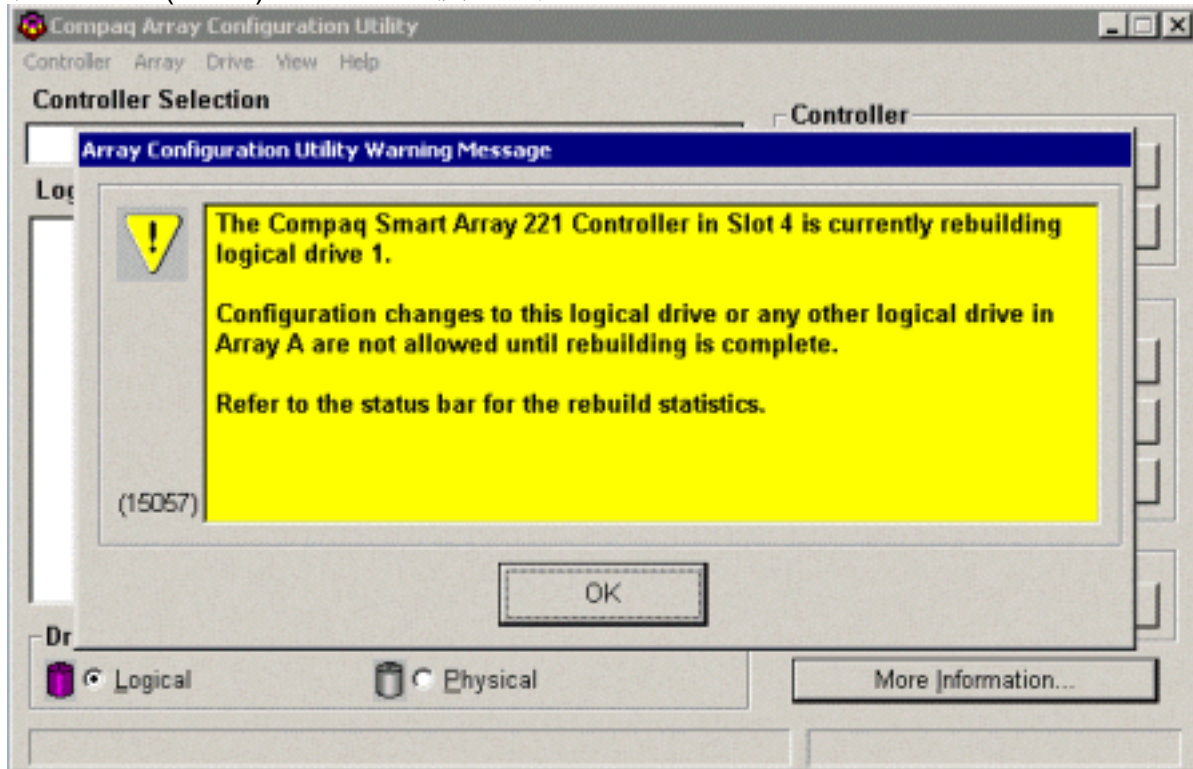 Compaq Array Configuration Utility
Controller Array Drive View Help
Controller Selection
Controller
Array Configuration Utility Warning Message
The Compaq Smart Array 221 Controller in Slot 4 is currently rebuilding
logical drive 1.
Configuration changes to this logical drive or any other logical drive in
Array A are not allowed until rebuilding is complete.
Refer to the status bar for the rebuild statistics.
(15057)
OK
Logical
Physical
More Information...